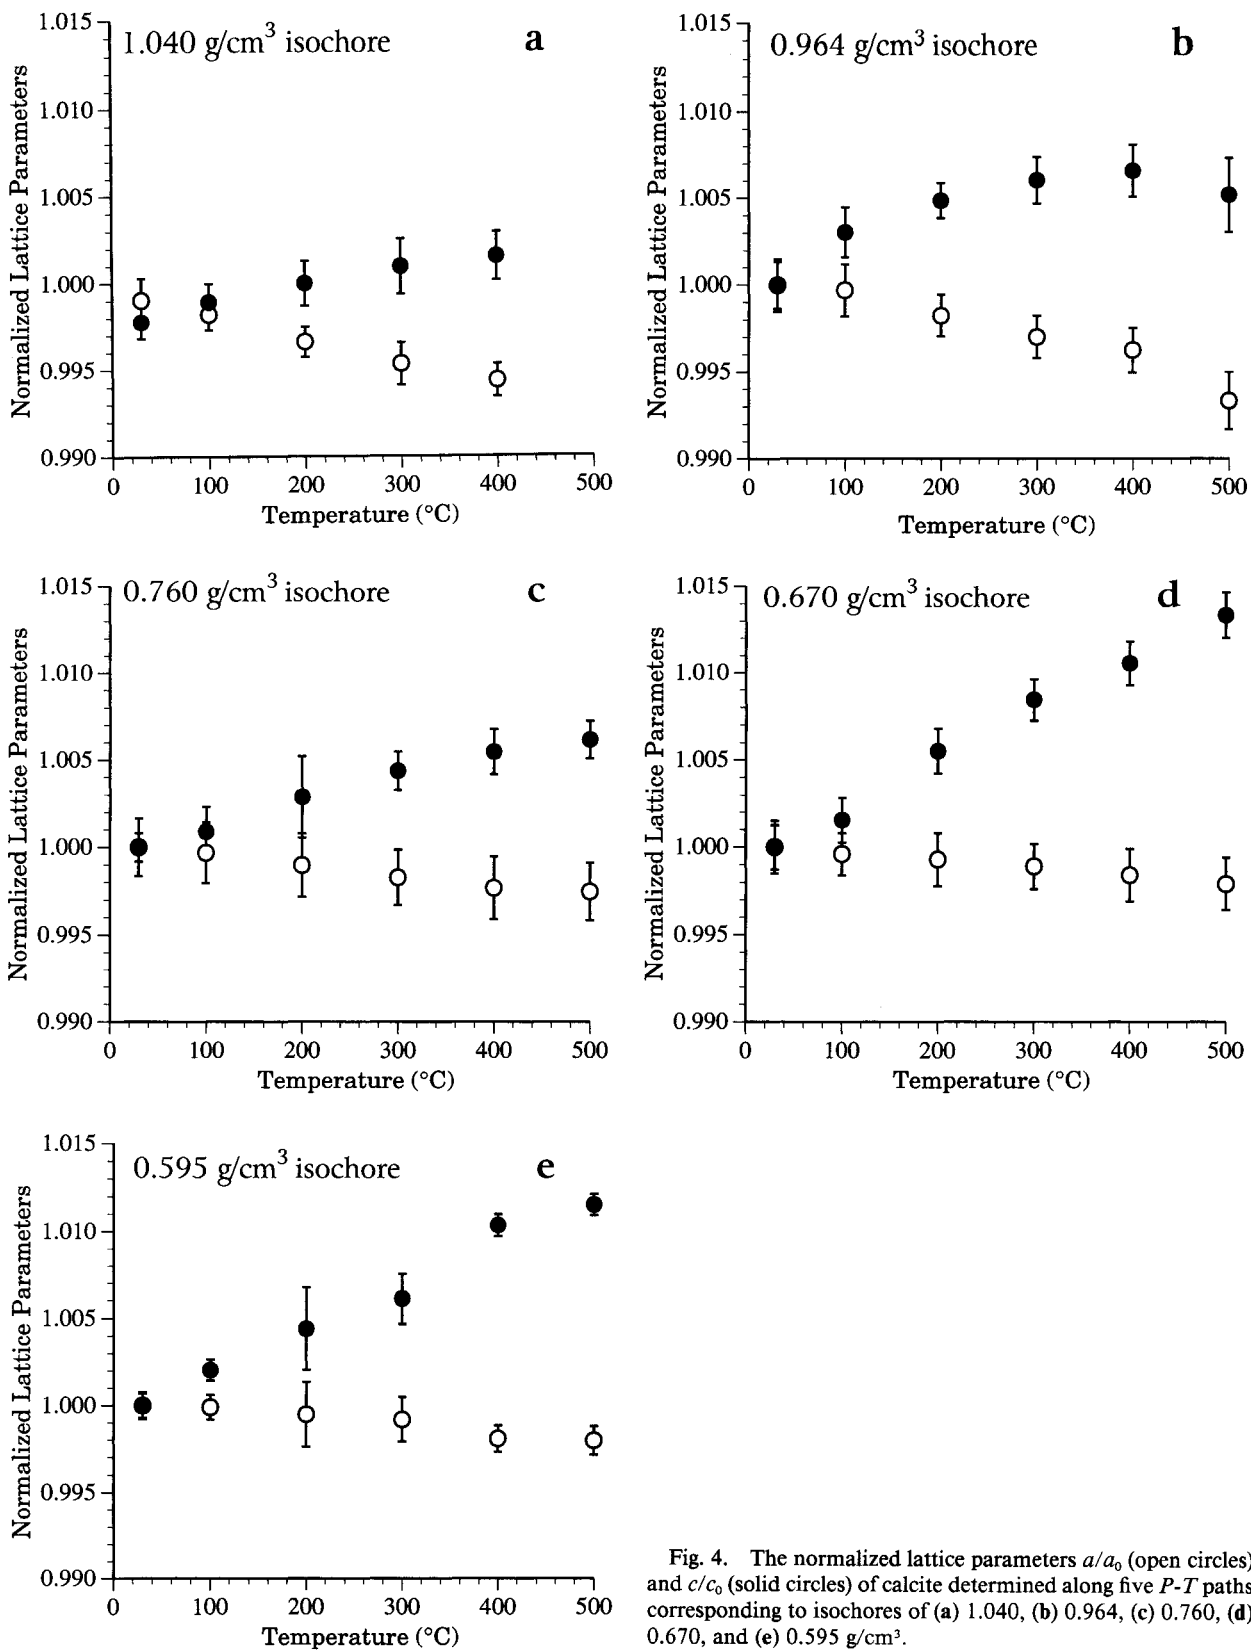 1.040 g/cm³ isochore a
Normalized Lattice Parameters
1.015
1.010
1.005
1.000
0.995
0.990
0 100 200 300 400 500
Temperature (°C)
0.964 g/cm³ isochore b
Normalized Lattice Parameters
1.015
1.010
1.005
1.000
0.995
0.990
0 100 200 300 400 500
Temperature (°C)
0.760 g/cm³ isochore c
Normalized Lattice Parameters
1.015
1.010
1.005
1.000
0.995
0.990
0 100 200 300 400 500
Temperature (°C)
0.670 g/cm³ isochore d
Normalized Lattice Parameters
1.015
1.010
1.005
1.000
0.995
0.990
0 100 200 300 400 500
Temperature (°C)
0.595 g/cm³ isochore e
Normalized Lattice Parameters
1.015
1.010
1.005
1.000
0.995
0.990
0 100 200 300 400 500
Temperature (°C)
Fig. 4. The normalized lattice parameters a/a₀ (open circles)
and c/c₀ (solid circles) of calcite determined along five P-T paths
corresponding to isochores of (a) 1.040, (b) 0.964, (c) 0.760, (d)
0.670, and (e) 0.595 g/cm³.